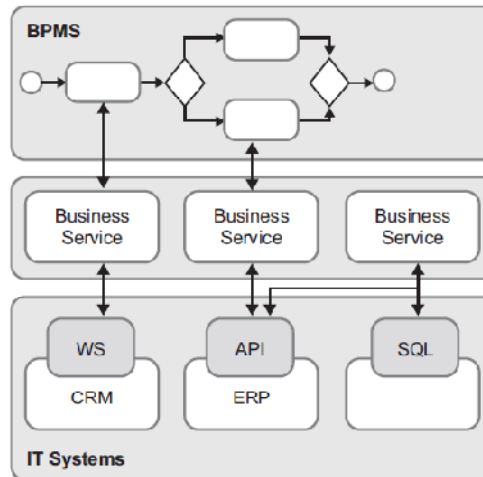 BPMS
Business
Service
Business
Service
Business
Service
WS
API
SQL
CRM
ERP
IT Systems